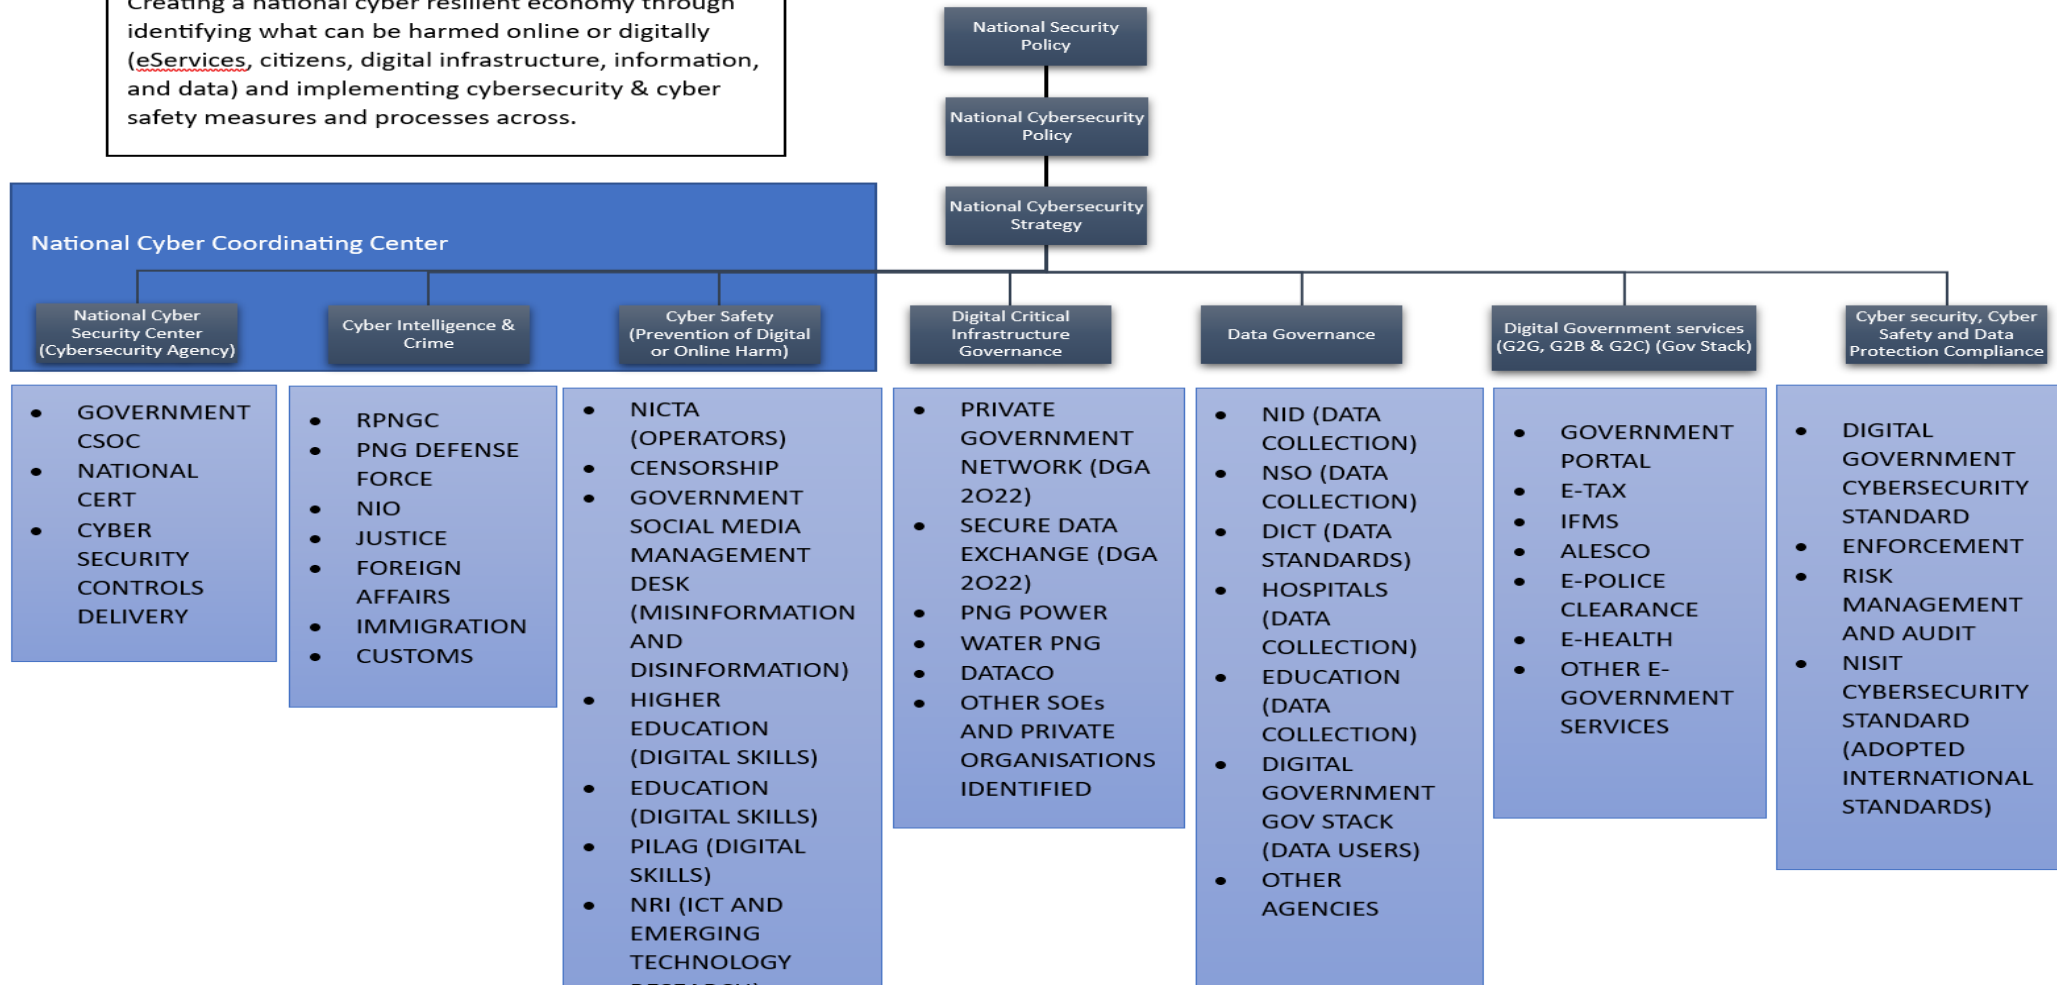 Creating a national cyber resilient economy through
identifying what can be harmed online or digitally
(eServices, citizens, digital infrastructure, information,
and data) and implementing cybersecurity & cyber
safety measures and processes across.
National Security
Policy
National Cybersecurity
Policy
National Cybersecurity
Strategy
National Cyber Coordinating Center
National Cyber
Security Center
(Cybersecurity Agency)
Cyber Intelligence &
Crime
Cyber Safety
(Prevention of Digital
or Online Harm)
Digital Critical
Infrastructure
Governance
Data Governance
Digital Government services
(G2G, G2B & G2C) (Gov Stack)
Cyber security, Cyber
Safety and Data
Protection Compliance
• GOVERNMENT
CSOC
• NATIONAL
CERT
• CYBER
SECURITY
CONTROLS
DELIVERY
• RPNGC
• PNG DEFENSE
FORCE
• NIO
• JUSTICE
• FOREIGN
AFFAIRS
• IMMIGRATION
• CUSTOMS
• NICTA
(OPERATORS)
• CENSORSHIP
• GOVERNMENT
SOCIAL MEDIA
MANAGEMENT
DESK
(MISINFORMATION
AND
DISINFORMATION)
• HIGHER
EDUCATION
(DIGITAL SKILLS)
• EDUCATION
(DIGITAL SKILLS)
• PILAG (DIGITAL
SKILLS)
• NRI (ICT AND
EMERGING
TECHNOLOGY
RESEARCH)
• PRIVATE
GOVERNMENT
NETWORK (DGA
2O22)
• SECURE DATA
EXCHANGE (DGA
2O22)
• PNG POWER
• WATER PNG
• DATACO
• OTHER SOEs
AND PRIVATE
ORGANISATIONS
IDENTIFIED
• NID (DATA
COLLECTION)
• NSO (DATA
COLLECTION)
• DICT (DATA
STANDARDS)
• HOSPITALS
(DATA
COLLECTION)
• EDUCATION
(DATA
COLLECTION)
• DIGITAL
GOVERNMENT
GOV STACK
(DATA USERS)
• OTHER
AGENCIES
• GOVERNMENT
PORTAL
• E-TAX
• IFMS
• ALESCO
• E-POLICE
CLEARANCE
• E-HEALTH
• OTHER E-
GOVERNMENT
SERVICES
• DIGITAL
GOVERNMENT
CYBERSECURITY
STANDARD
• ENFORCEMENT
• RISK
MANAGEMENT
AND AUDIT
• NISIT
CYBERSECURITY
STANDARD
(ADOPTED
INTERNATIONAL
STANDARDS)